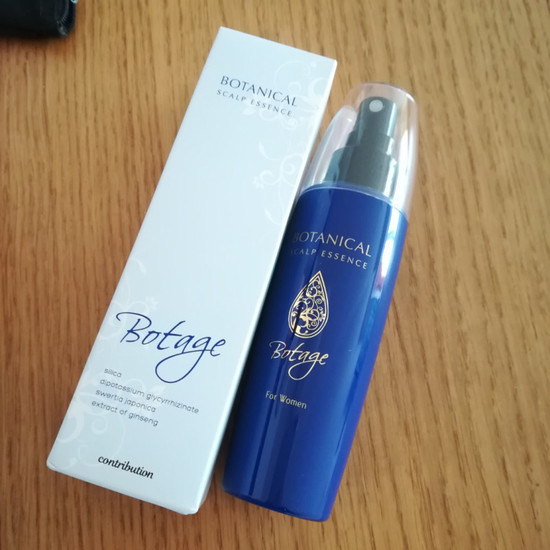 BOTANICAL
SCALP ESSENCE
Botage
silica
dipotassium glycyrrhizinate
swertia japonica
extract of ginseng
contribution
BOTANICAL
SCALP ESSENCE
Botage
For Women